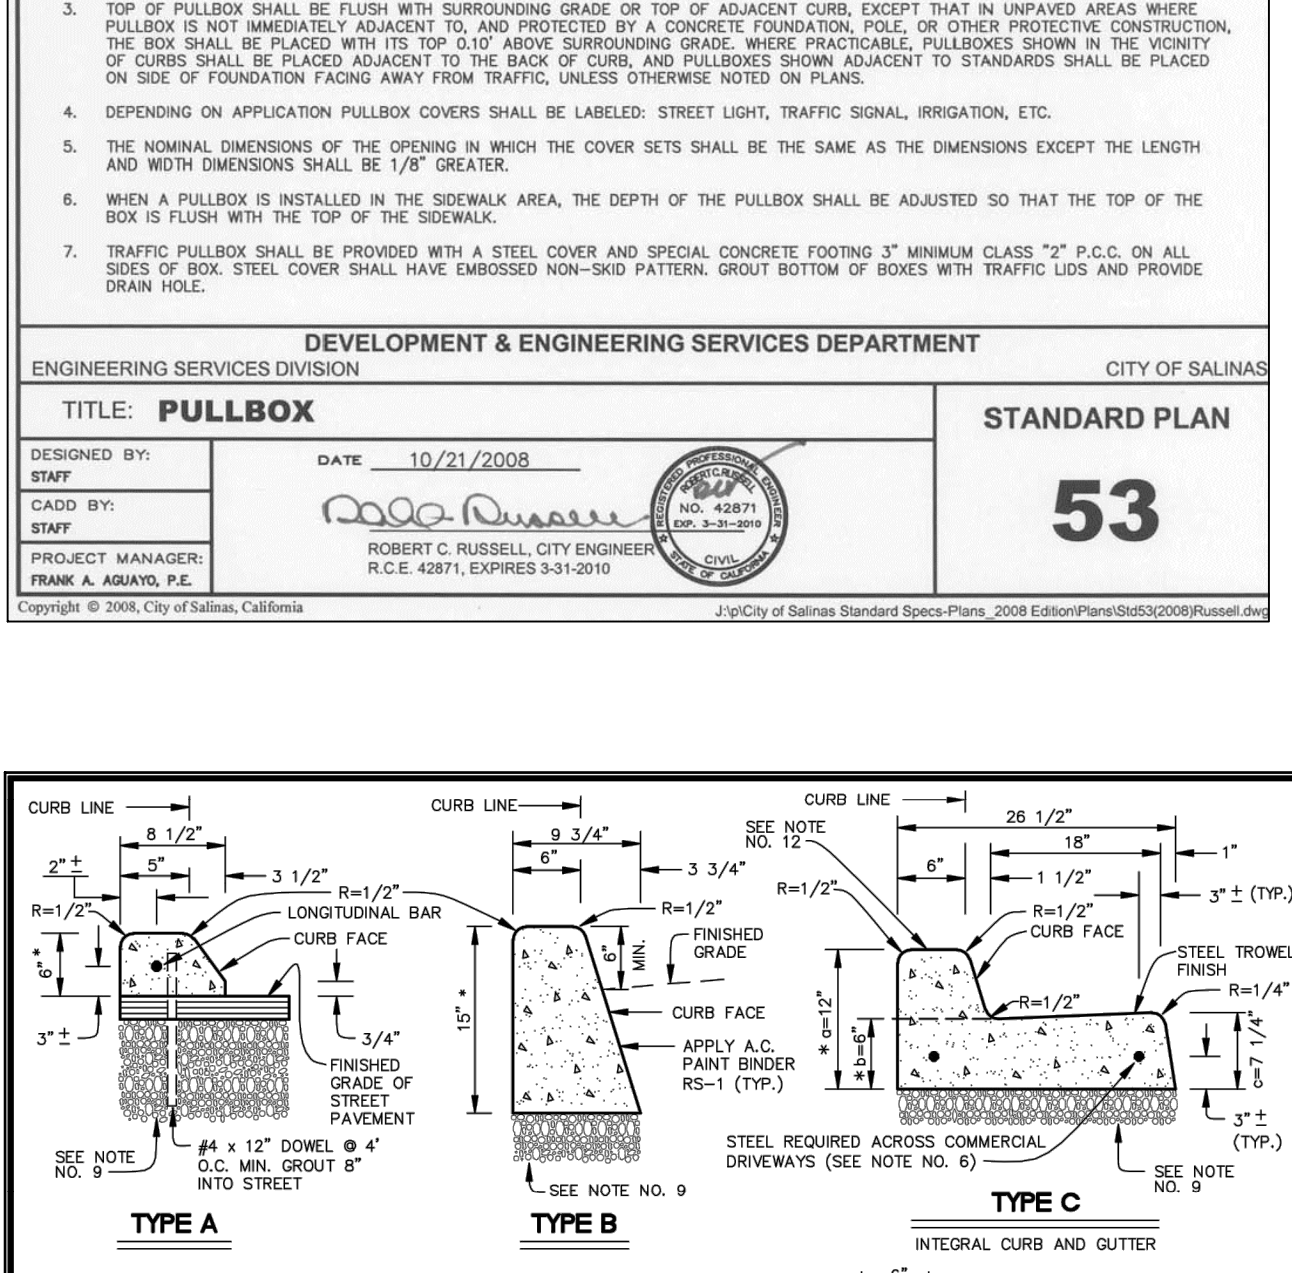 3. TOP OF PULLBOX SHALL BE FLUSH WITH SURROUNDING GRADE OR TOP OF ADJACENT CURB, EXCEPT THAT IN UNPAVED AREAS WHERE
PULLBOX IS NOT IMMEDIATELY ADJACENT TO, AND PROTECTED BY A CONCRETE FOUNDATION, POLE, OR OTHER PROTECTIVE CONSTRUCTION,
THE BOX SHALL BE PLACED WITH ITS TOP 0.10' ABOVE SURROUNDING GRADE. WHERE PRACTICABLE, PULLBOXES SHOWN IN THE VICINITY
OF CURBS SHALL BE PLACED ADJACENT TO THE BACK OF CURB, AND PULLBOXES SHOWN ADJACENT TO STANDARDS SHALL BE PLACED
ON SIDE OF FOUNDATION FACING AWAY FROM TRAFFIC, UNLESS OTHERWISE NOTED ON PLANS.
4. DEPENDING ON APPLICATION PULLBOX COVERS SHALL BE LABELED: STREET LIGHT, TRAFFIC SIGNAL, IRRIGATION, ETC.
5. THE NOMINAL DIMENSIONS OF THE OPENING IN WHICH THE COVER SETS SHALL BE THE SAME AS THE DIMENSIONS EXCEPT THE LENGTH
AND WIDTH DIMENSIONS SHALL BE 1/8" GREATER.
6. WHEN A PULLBOX IS INSTALLED IN THE SIDEWALK AREA, THE DEPTH OF THE PULLBOX SHALL BE ADJUSTED SO THAT THE TOP OF THE
BOX IS FLUSH WITH THE TOP OF THE SIDEWALK.
7. TRAFFIC PULLBOX SHALL BE PROVIDED WITH A STEEL COVER AND SPECIAL CONCRETE FOOTING 3" MINIMUM CLASS "2" P.C.C. ON ALL
SIDES OF BOX. STEEL COVER SHALL HAVE EMBOSSED NON-SKID PATTERN. GROUT BOTTOM OF BOXES WITH TRAFFIC LIDS AND PROVIDE
DRAIN HOLE.
DEVELOPMENT & ENGINEERING SERVICES DEPARTMENT
ENGINEERING SERVICES DIVISION
CITY OF SALINAS
TITLE: PULLBOX
STANDARD PLAN
53
DESIGNED BY:
STAFF
CADD BY:
STAFF
PROJECT MANAGER:
FRANK A. AGUAYO, P.E.
DATE 10/21/2008
ROBERT C. RUSSELL, CITY ENGINEER
R.C.E. 42871, EXPIRES 3-31-2010
REGISTERED PROFESSIONAL ENGINEER
ROBERT C. RUSSELL
NO. 42871
EXP. 3-31-2010
CIVIL
STATE OF CALIFORNIA
Copyright © 2008, City of Salinas, California
J:\p\City of Salinas Standard Specs-Plans_2008 Edition\Plans\Std53(2008)Russell.dwg
CURB LINE
8 1/2"
2" ±
5"
3 1/2"
R=1/2"
R=1/2"
LONGITUDINAL BAR
CURB FACE
6" *
3" ±
3/4"
FINISHED
GRADE OF
STREET
PAVEMENT
SEE NOTE
NO. 9
#4 x 12" DOWEL @ 4'
O.C. MIN. GROUT 8"
INTO STREET
TYPE A
CURB LINE
9 3/4"
6"
3 3/4"
R=1/2"
FINISHED
GRADE
6"
MIN.
15" *
CURB FACE
APPLY A.C.
PAINT BINDER
RS-1 (TYP.)
SEE NOTE NO. 9
TYPE B
CURB LINE
26 1/2"
SEE NOTE
NO. 12
18"
1"
6"
1 1/2"
3" ± (TYP.)
R=1/2"
R=1/2"
CURB FACE
STEEL TROWEL
FINISH
R=1/2"
R=1/4"
* a=12"
* b=6"
c=7 1/4"
3" ±
(TYP.)
STEEL REQUIRED ACROSS COMMERCIAL
DRIVEWAYS (SEE NOTE NO. 6)
SEE NOTE
NO. 9
TYPE C
INTEGRAL CURB AND GUTTER
6"